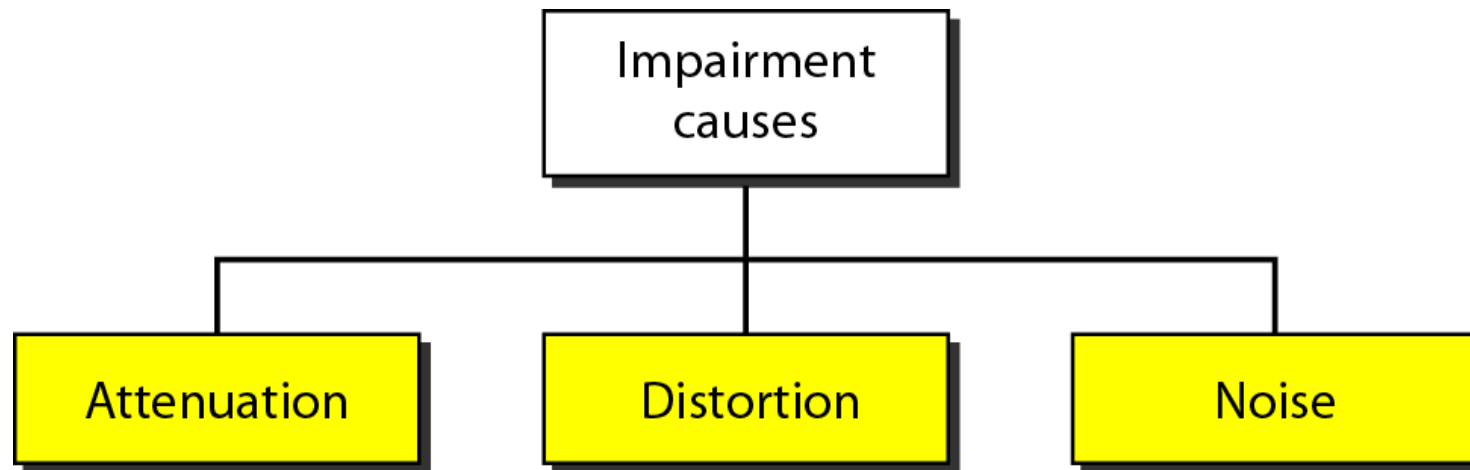 Impairment
causes
Attenuation
Distortion
Noise